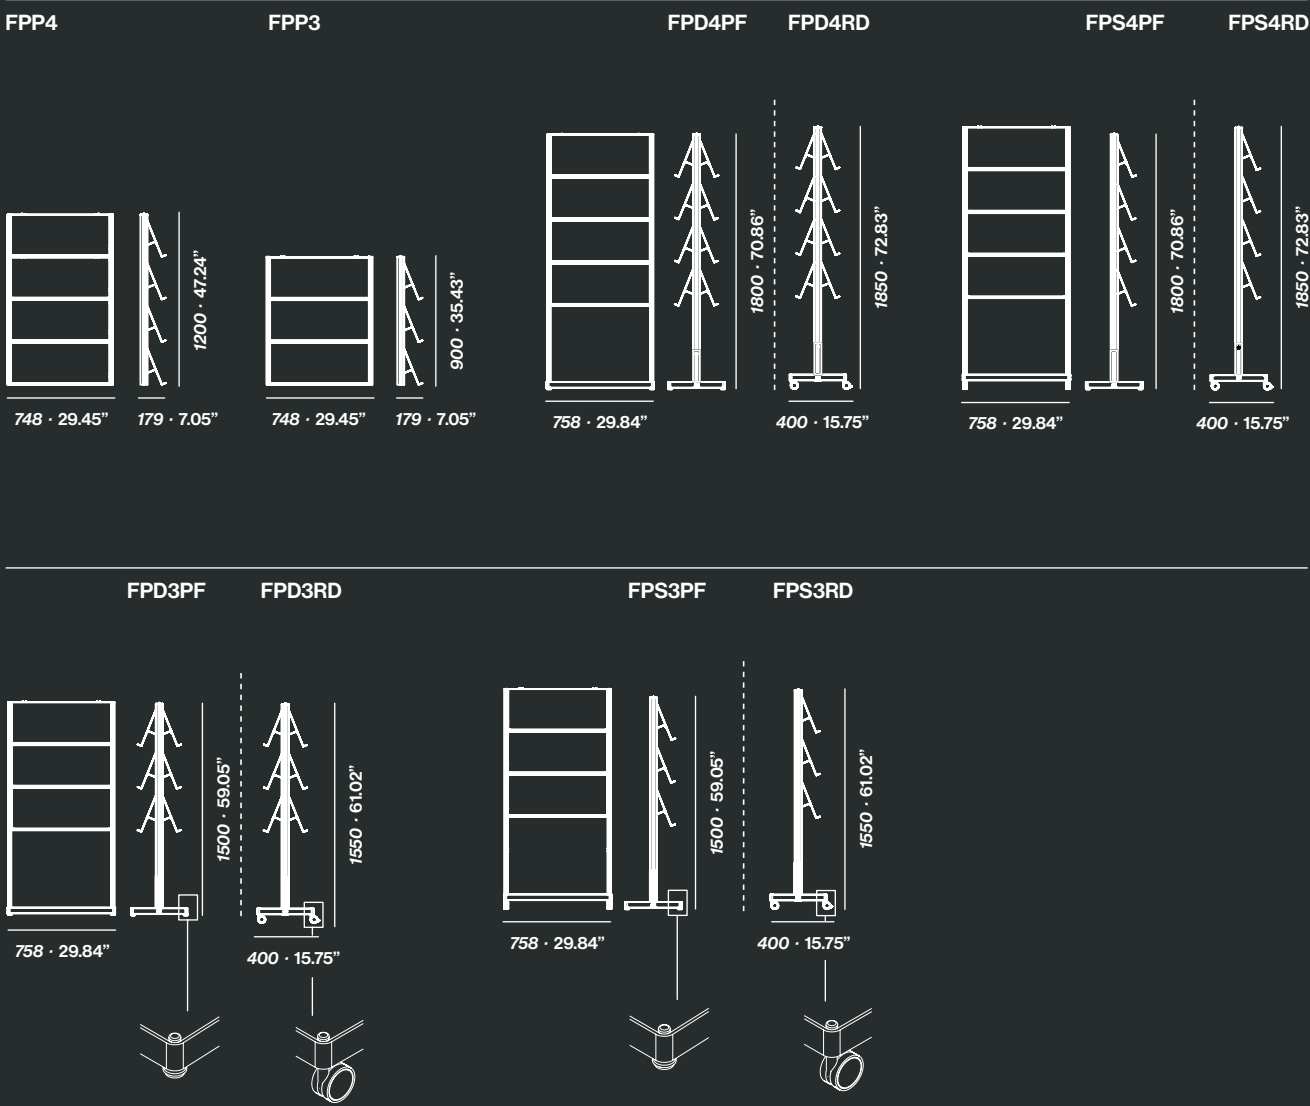 FPP4
FPP3
FPD4PF
FPD4RD
FPS4PF
FPS4RD
1200 · 47.24”
900 · 35.43”
1800 · 70.86”
1850 · 72.83”
1800 · 70.86”
1850 · 72.83”
748 · 29.45”
179 · 7.05”
748 · 29.45”
179 · 7.05”
758 · 29.84”
400 · 15.75”
758 · 29.84”
400 · 15.75”
FPD3PF
FPD3RD
FPS3PF
FPS3RD
1500 · 59.05”
1550 · 61.02”
1500 · 59.05”
1550 · 61.02”
758 · 29.84”
400 · 15.75”
758 · 29.84”
400 · 15.75”